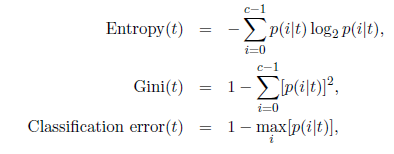 Entropy(t) = −∑_{i=0}^{c−1} p(i|t) log₂ p(i|t),
Gini(t) = 1 − ∑_{i=0}^{c−1} [p(i|t)]²,
Classification error(t) = 1 − max_i[p(i|t)],